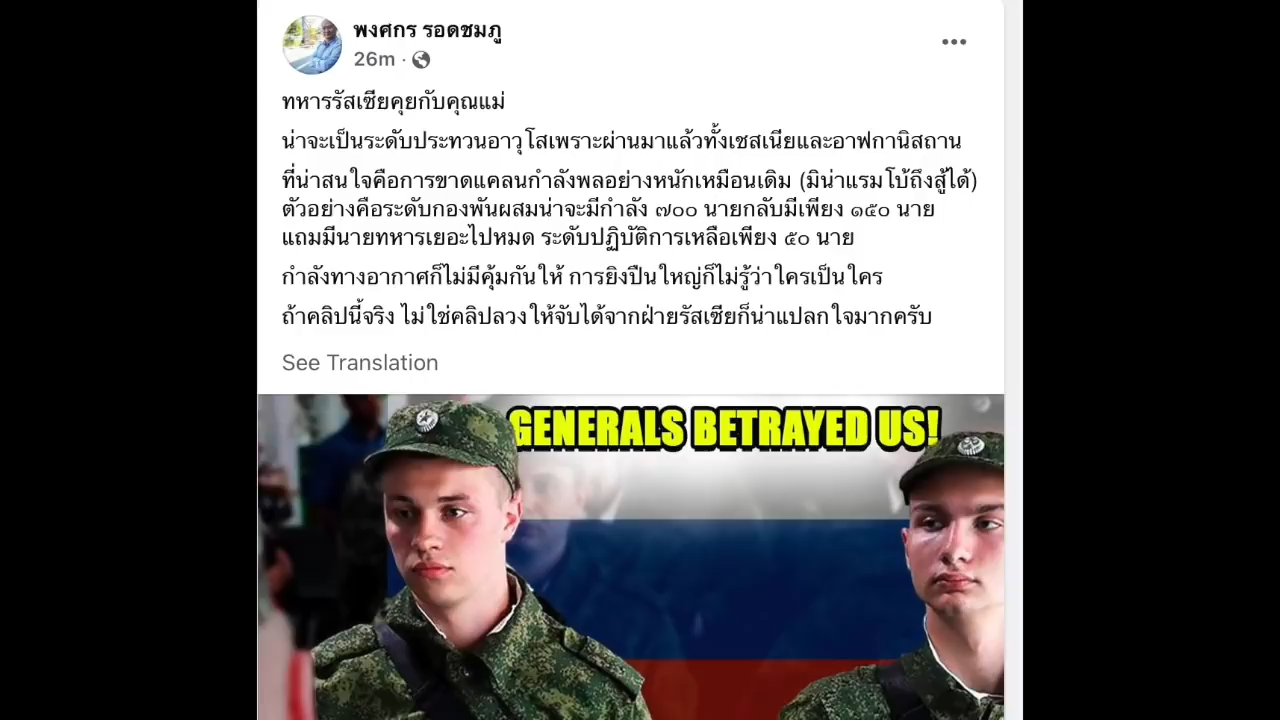 พงศกร รอดชมภู
26m ·
ทหารรัสเซียคุยกับคุณแม่
น่าจะเป็นระดับประทวนอาวุโสเพราะผ่านมาแล้วทั้งเชสเนียและอาฟกานิสถาน
ที่น่าสนใจคือการขาดแคลนกำลังพลอย่างหนักเหมือนเดิม (มิน่าแรมโบ้ถึงสู้ได้)
ตัวอย่างคือระดับกองพันผสมน่าจะมีกำลัง ๗๐๐ นายกลับมีเพียง ๑๕๐ นาย
แถมมีนายทหารเยอะไปหมด ระดับปฏิบัติการเหลือเพียง ๕๐ นาย
กำลังทางอากาศก็ไม่มีคุ้มกันให้ การยิงปืนใหญ่ก็ไม่รู้ว่าใครเป็นใคร
ถ้าคลิปนี้จริง ไม่ใช่คลิปลวงให้จับได้จากฝ่ายรัสเซียก็น่าแปลกใจมากครับ
See Translation
GENERALS BETRAYED US!